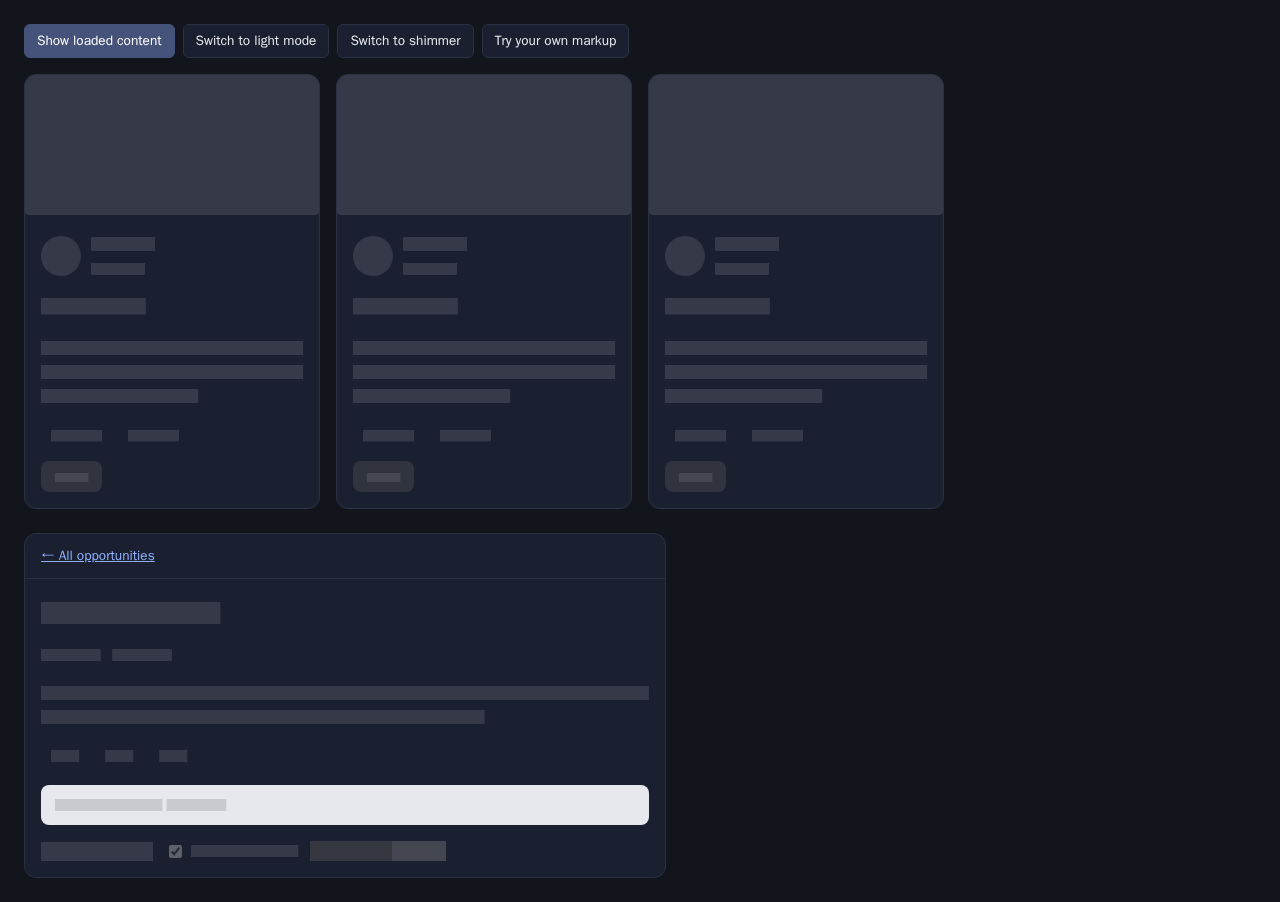 Show loaded content
Switch to light mode
Switch to shimmer
Try your own markup
← All opportunities